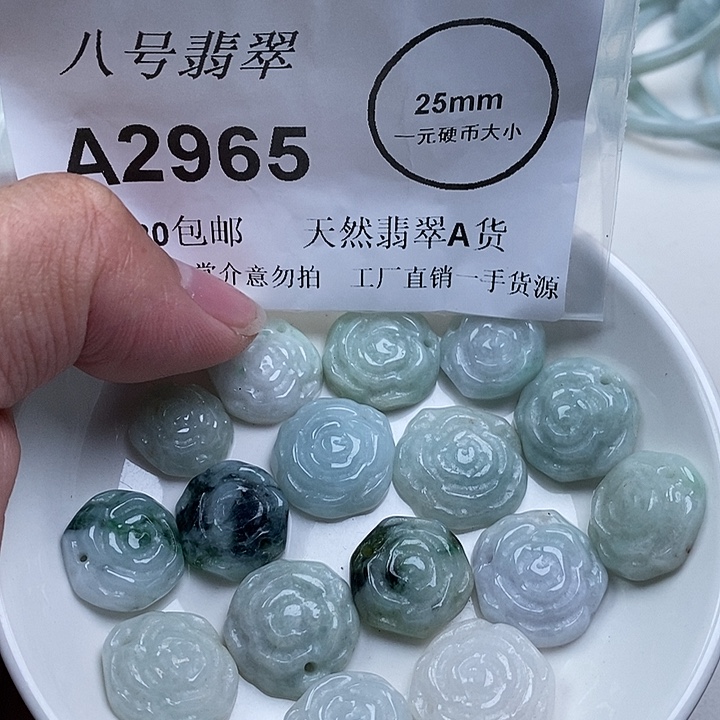 八号翡翠
25mm
一元硬币大小
A2965
0包邮 天然翡翠A货
介意勿拍 工厂直销一手货源